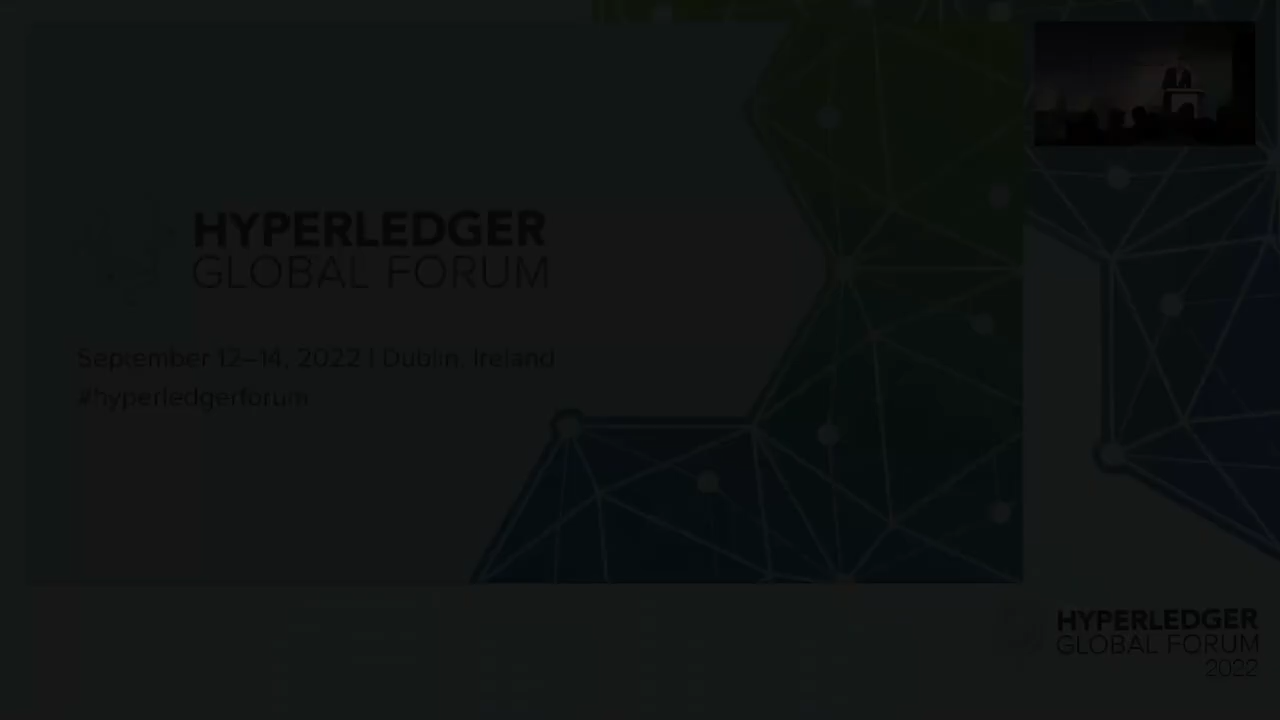 HYPERLEDGER
GLOBAL FORUM
September 12–14, 2022 | Dublin, Ireland
#hyperledgerforum
HYPERLEDGER
GLOBAL FORUM
2022